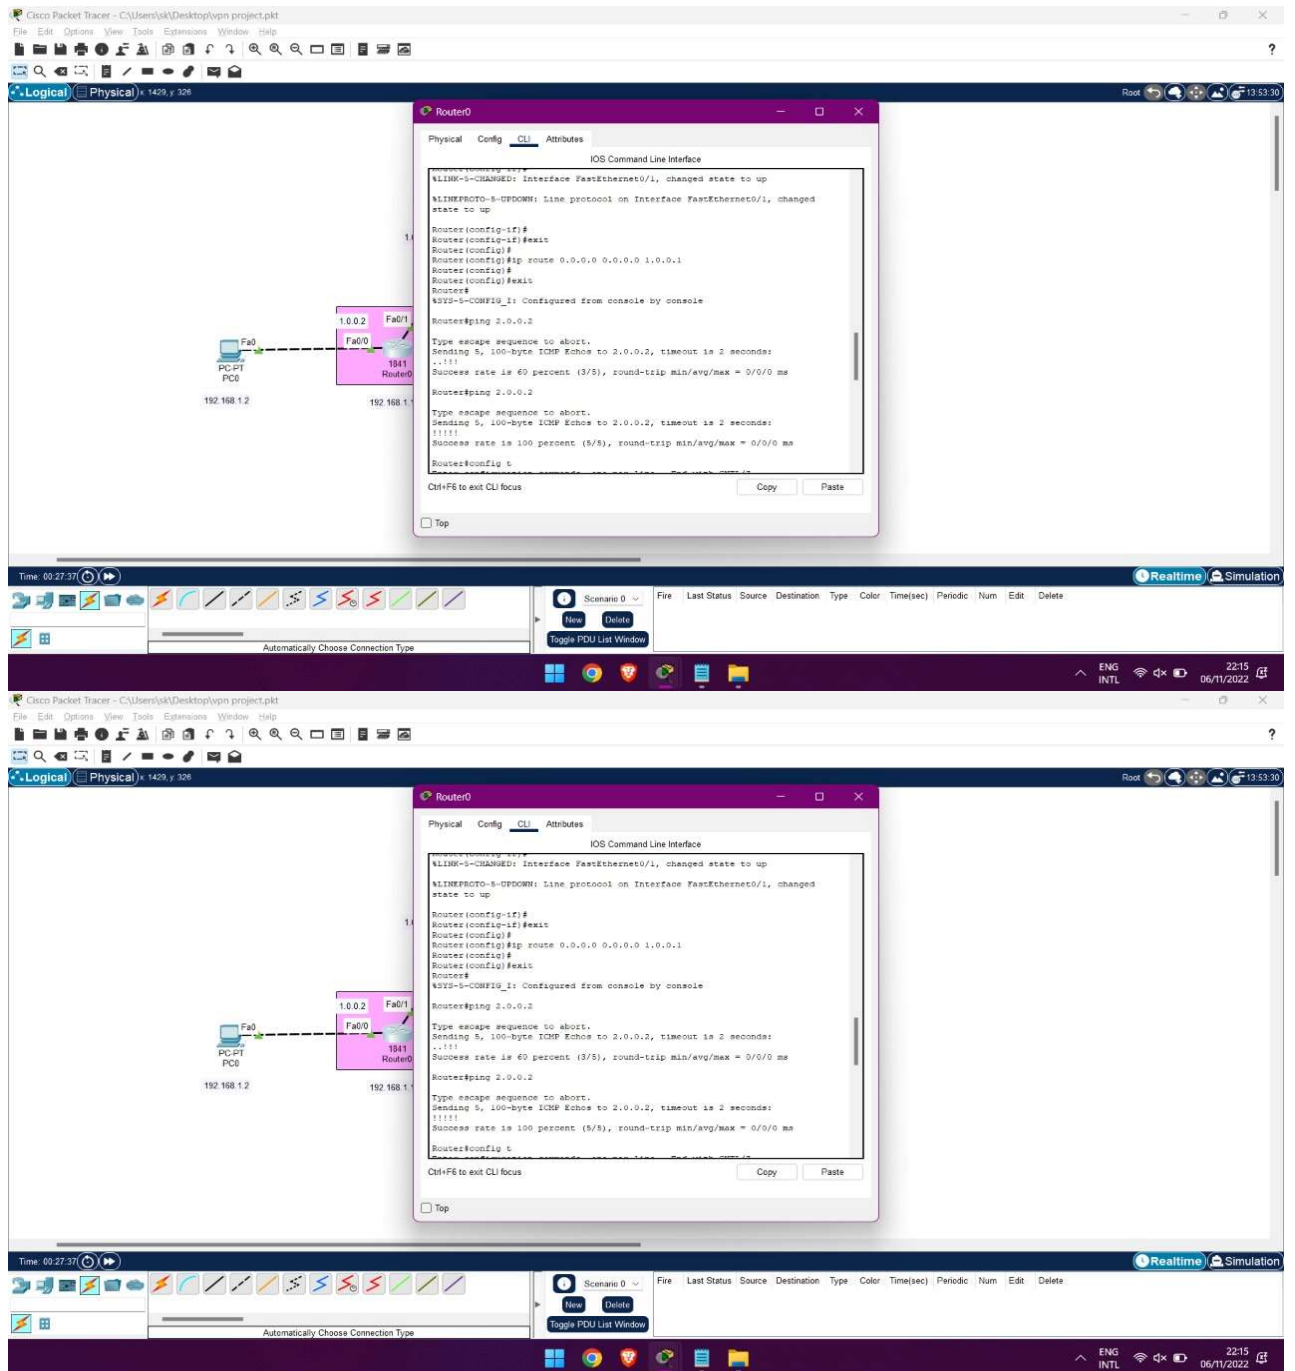 Cisco Packet Tracer - C:\Users\sk\Desktop\vpn project.pkt
File Edit Options View Tools Extensions Window Help
?
Logical Physical x: 1429, y: 326 Root 13:53:30
Router0
Physical Config CLI Attributes
IOS Command Line Interface
%LINK-5-CHANGED: Interface FastEthernet0/1, changed state to up
%LINEPROTO-5-UPDOWN: Line protocol on Interface FastEthernet0/1, changed
state to up
Router(config-if)#
Router(config-if)#exit
Router(config)#
Router(config)#ip route 0.0.0.0 0.0.0.0 1.0.0.1
Router(config)#
Router(config)#exit
Router#
%SYS-5-CONFIG_I: Configured from console by console
Router#ping 2.0.0.2
Type escape sequence to abort.
Sending 5, 100-byte ICMP Echos to 2.0.0.2, timeout is 2 seconds:
..!!!
Success rate is 60 percent (3/5), round-trip min/avg/max = 0/0/0 ms
Router#ping 2.0.0.2
Type escape sequence to abort.
Sending 5, 100-byte ICMP Echos to 2.0.0.2, timeout is 2 seconds:
!!!!!
Success rate is 100 percent (5/5), round-trip min/avg/max = 0/0/0 ms
Router#config t
Ctrl+F6 to exit CLI focus
Copy Paste
Top
1.0.0.2 Fa0/1
Fa0 Fa0/0
PC-PT
PC0
1841
Router0
192.168.1.2
192.168.1.1
Time: 00:27:37
Realtime Simulation
Scenario 0
New Delete
Toggle PDU List Window
Fire Last Status Source Destination Type Color Time(sec) Periodic Num Edit Delete
Automatically Choose Connection Type
ENG
INTL
22:15
06/11/2022
Cisco Packet Tracer - C:\Users\sk\Desktop\vpn project.pkt
File Edit Options View Tools Extensions Window Help
?
Logical Physical x: 1429, y: 326 Root 13:53:30
Router0
Physical Config CLI Attributes
IOS Command Line Interface
%LINK-5-CHANGED: Interface FastEthernet0/1, changed state to up
%LINEPROTO-5-UPDOWN: Line protocol on Interface FastEthernet0/1, changed
state to up
Router(config-if)#
Router(config-if)#exit
Router(config)#
Router(config)#ip route 0.0.0.0 0.0.0.0 1.0.0.1
Router(config)#
Router(config)#exit
Router#
%SYS-5-CONFIG_I: Configured from console by console
Router#ping 2.0.0.2
Type escape sequence to abort.
Sending 5, 100-byte ICMP Echos to 2.0.0.2, timeout is 2 seconds:
..!!!
Success rate is 60 percent (3/5), round-trip min/avg/max = 0/0/0 ms
Router#ping 2.0.0.2
Type escape sequence to abort.
Sending 5, 100-byte ICMP Echos to 2.0.0.2, timeout is 2 seconds:
!!!!!
Success rate is 100 percent (5/5), round-trip min/avg/max = 0/0/0 ms
Router#config t
Ctrl+F6 to exit CLI focus
Copy Paste
Top
1.0.0.2 Fa0/1
Fa0 Fa0/0
PC-PT
PC0
1841
Router0
192.168.1.2
192.168.1.1
Time: 00:27:37
Realtime Simulation
Scenario 0
New Delete
Toggle PDU List Window
Fire Last Status Source Destination Type Color Time(sec) Periodic Num Edit Delete
Automatically Choose Connection Type
ENG
INTL
22:15
06/11/2022